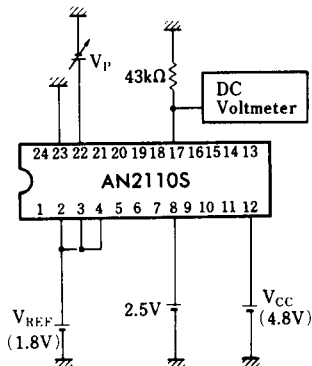 V_P
43kΩ
DC
Voltmeter
24 23 22 21 20 19 18 17 16 15 14 13
AN2110S
1 2 3 4 5 6 7 8 9 10 11 12
V_REF
(1.8V)
2.5V
V_CC
(4.8V)